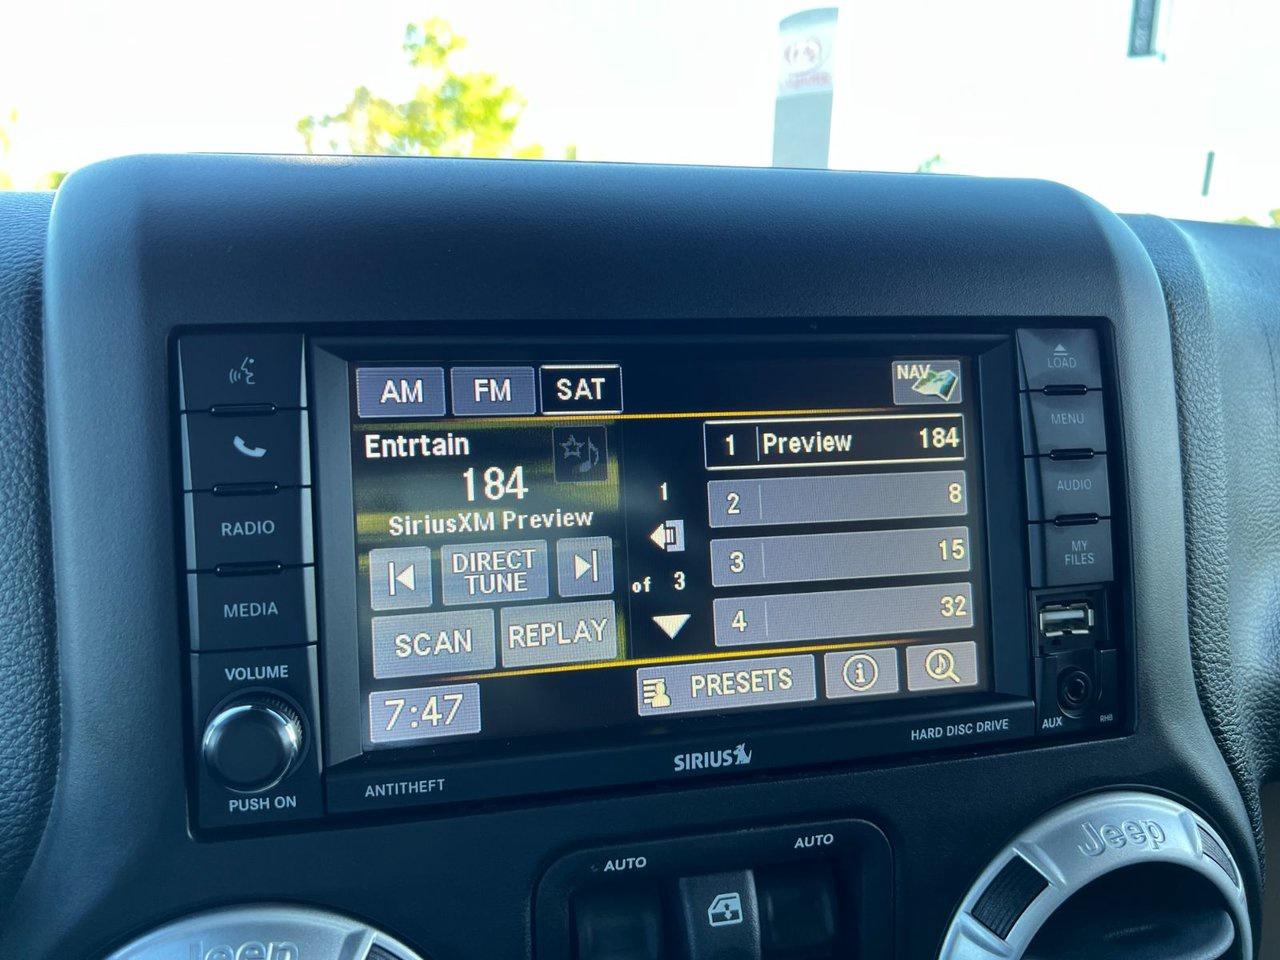 AM FM SAT NAV
Entrtain
184
SiriusXM Preview
DIRECT
TUNE
SCAN REPLAY
7:47
1
of 3
1 Preview 184
2 8
3 15
4 32
PRESETS
RADIO
MEDIA
VOLUME
PUSH ON
LOAD
MENU
AUDIO
MY
FILES
AUX
RHB
ANTITHEFT
SIRIUS
HARD DISC DRIVE
AUTO
AUTO
Jeep
Jeep